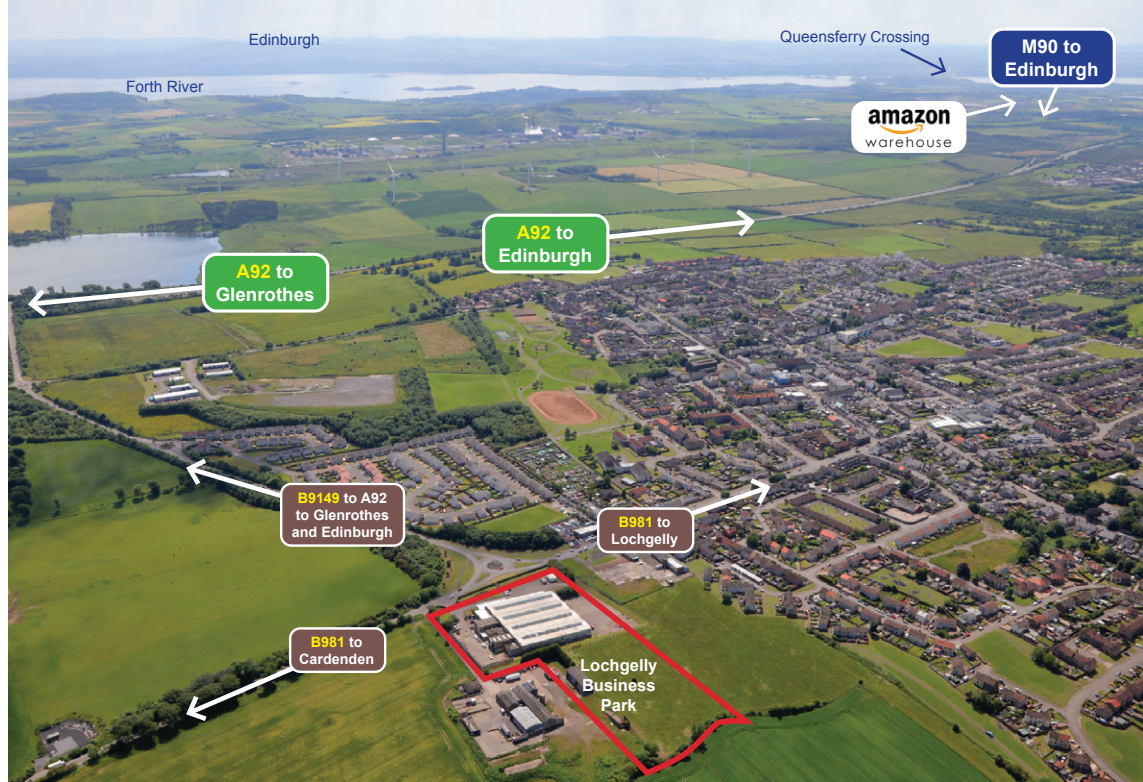 Edinburgh
Queensferry Crossing
M90 to
Edinburgh
Forth River
amazon
warehouse
A92 to
Edinburgh
A92 to
Glenrothes
B9149 to A92
to Glenrothes
and Edinburgh
B981 to
Lochgelly
B981 to
Cardenden
Lochgelly
Business
Park